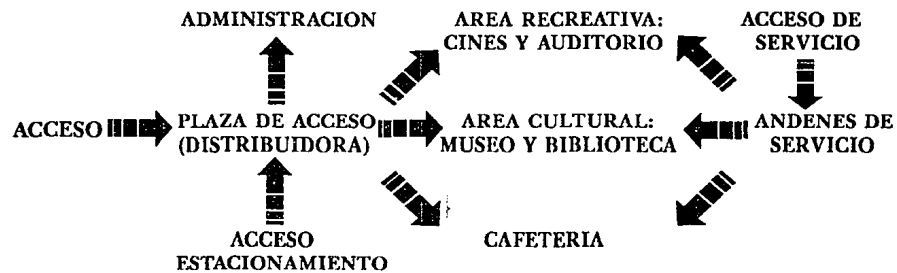 ADMINISTRACION
AREA RECREATIVA:
CINES Y AUDITORIO
ACCESO DE
SERVICIO
ACCESO
PLAZA DE ACCESO
(DISTRIBUIDORA)
AREA CULTURAL:
MUSEO Y BIBLIOTECA
ANDENES DE
SERVICIO
ACCESO
ESTACIONAMIENTO
CAFETERIA